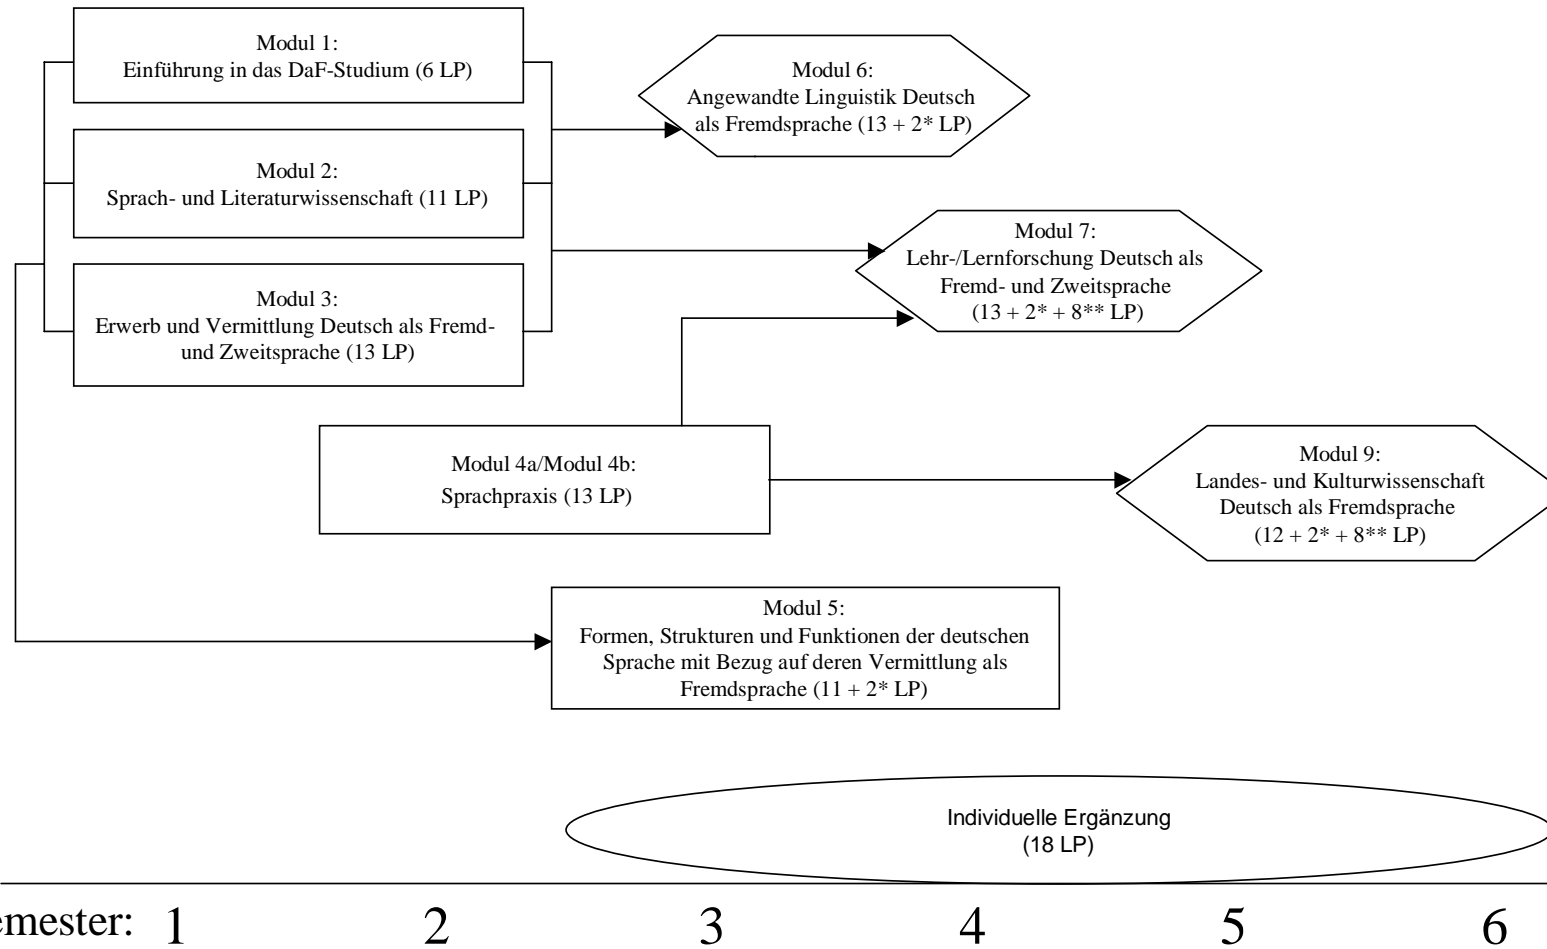 Modul 1:
Einführung in das DaF-Studium (6 LP)
Modul 6:
Angewandte Linguistik Deutsch
als Fremdsprache (13 + 2* LP)
Modul 2:
Sprach- und Literaturwissenschaft (11 LP)
Modul 7:
Lehr-/Lernforschung Deutsch als
Fremd- und Zweitsprache
(13 + 2* + 8** LP)
Modul 3:
Erwerb und Vermittlung Deutsch als Fremd-
und Zweitsprache (13 LP)
Modul 4a/Modul 4b:
Sprachpraxis (13 LP)
Modul 9:
Landes- und Kulturwissenschaft
Deutsch als Fremdsprache
(12 + 2* + 8** LP)
Modul 5:
Formen, Strukturen und Funktionen der deutschen
Sprache mit Bezug auf deren Vermittlung als
Fremdsprache (11 + 2* LP)
Individuelle Ergänzung
(18 LP)
emester: 1 2 3 4 5 6